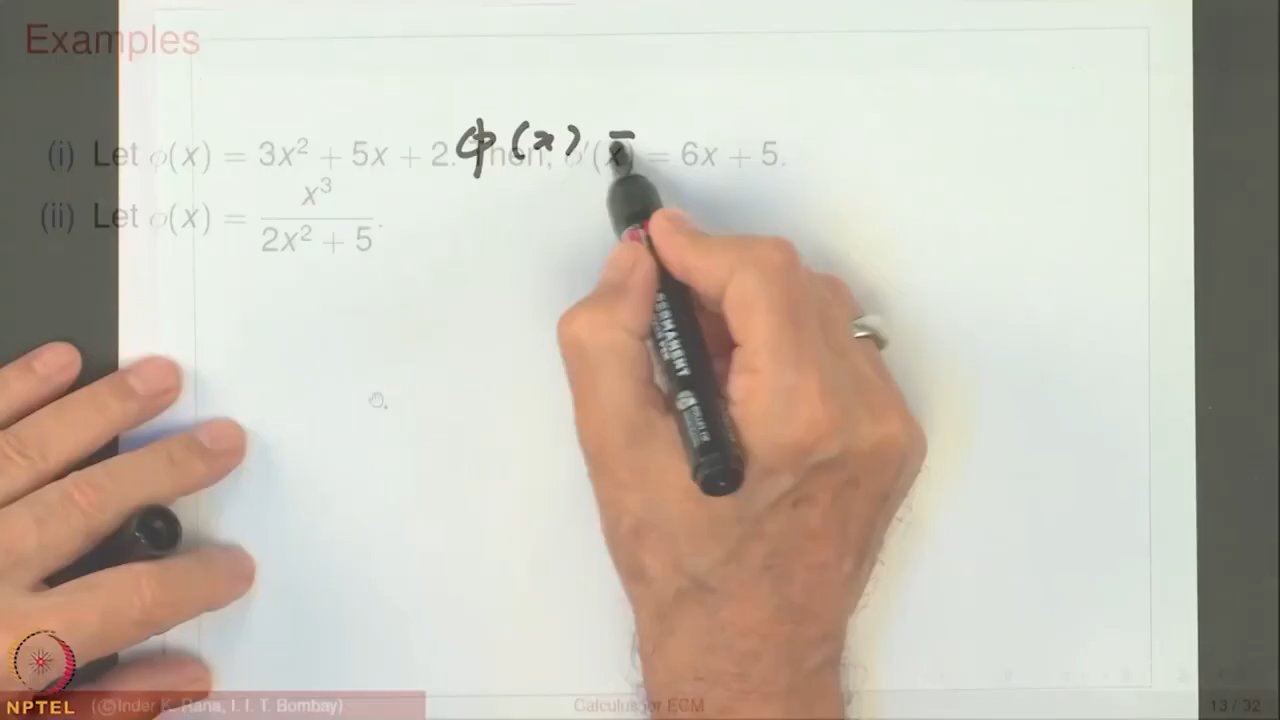 Examples
(i) Let φ(x) = 3x² + 5x + 2. Then, φ′(x) = 6x + 5.
φ(x) =
(ii) Let φ(x) = x³ / (2x² + 5).
PERMANENT
NPTEL
(©Inder K. Rana, I. I. T. Bombay)
Calculus for ECM
13 / 32